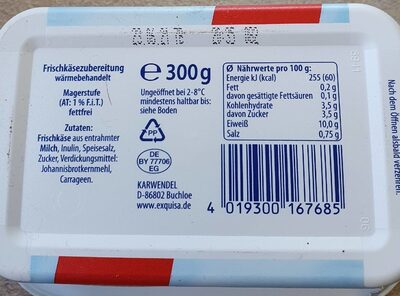 Frischkäsezubereitung
wärmebehandelt
Magerstufe
(AT: 1 % F.i.T.)
fettfrei
Zutaten:
Frischkäse aus entrahmter
Milch, Inulin, Speisesalz,
Zucker, Verdickungsmittel:
Johannisbrotkernmehl,
Carrageen.
℮ 300 g
Ungeöffnet bei 2-8°C
mindestens haltbar bis:
siehe Boden
PP
DE
BY 77706
EG
KARWENDEL
D-86802 Buchloe
www.exquisa.de
Ø Nährwerte pro 100 g:
Energie kJ (kcal) 255 (60)
Fett 0,2 g
davon gesättigte Fettsäuren 0,1 g
Kohlenhydrate 3,5 g
davon Zucker 3,5 g
Eiweiß 10,0 g
Salz 0,75 g
4 019300 167685
Nach dem Öffnen alsbald verzehren.